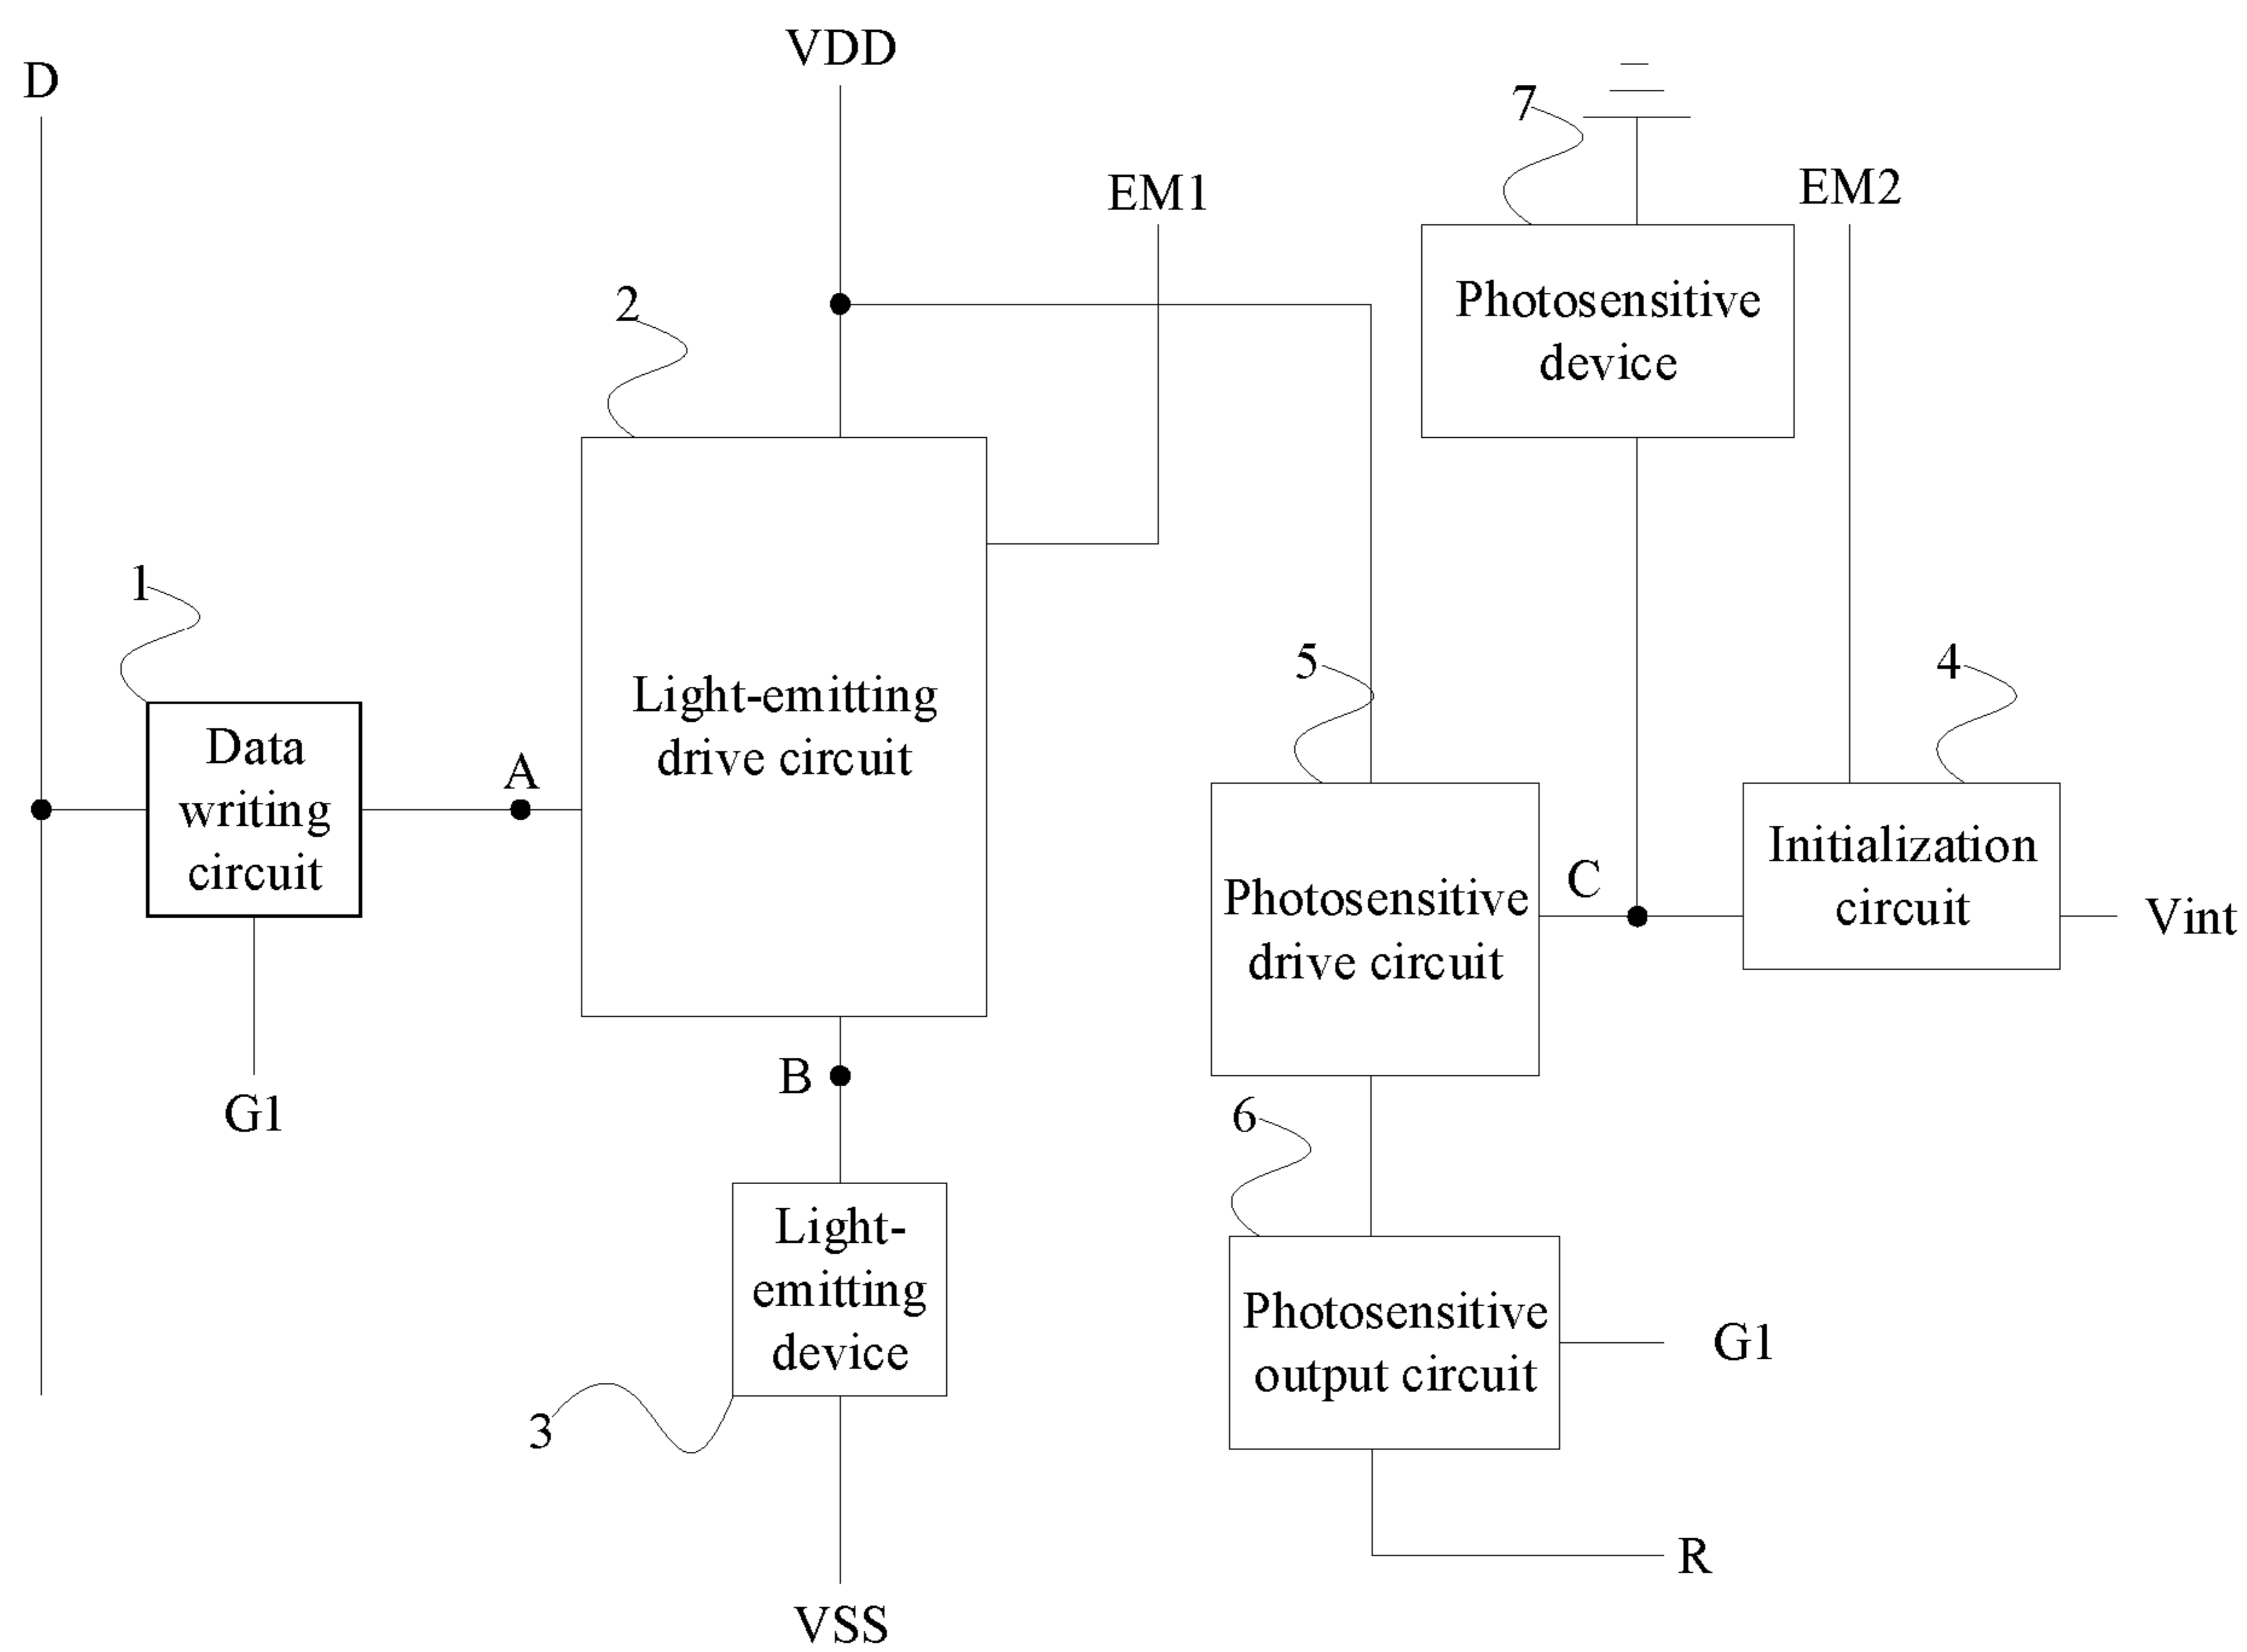 VDD
D
7
EM1
EM2
2
Photosensitive
device
1
5
4
Light-emitting
drive circuit
Data
writing
circuit
A
Initialization
circuit
C
Photosensitive
drive circuit
Vint
B
G1
6
Light-
emitting
device
Photosensitive
output circuit
G1
3
R
VSS